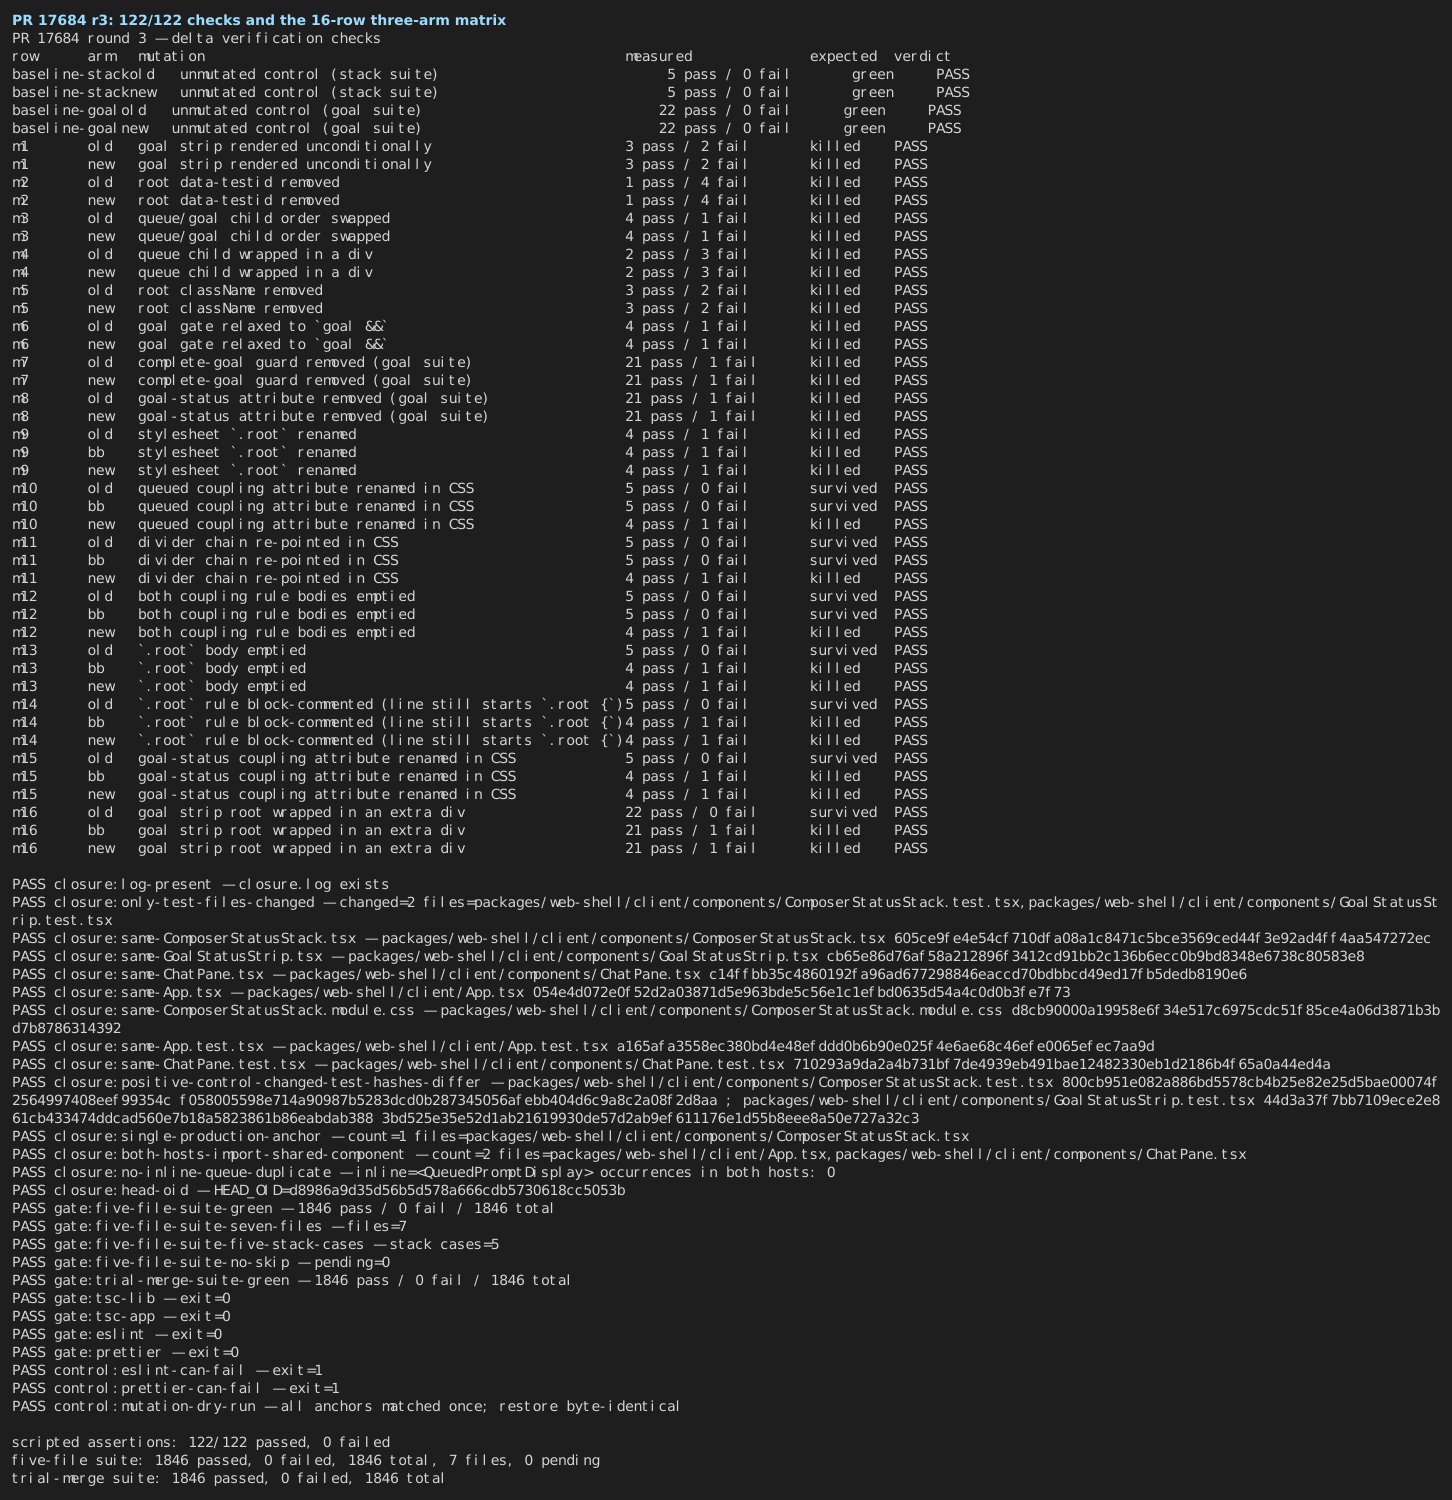 PR 17684 r3: 122/122 checks and the 16-row three-arm matrix
PR 17684 round 3 — delta verification checks
row arm mutation measured expected verdict
baseline-stackold unmutated control (stack suite) 5 pass / 0 fail green PASS
baseline-stacknew unmutated control (stack suite) 5 pass / 0 fail green PASS
baseline-goalold unmutated control (goal suite) 22 pass / 0 fail green PASS
baseline-goalnew unmutated control (goal suite) 22 pass / 0 fail green PASS
m1 old goal strip rendered unconditionally 3 pass / 2 fail killed PASS
m1 new goal strip rendered unconditionally 3 pass / 2 fail killed PASS
m2 old root data-testid removed 1 pass / 4 fail killed PASS
m2 new root data-testid removed 1 pass / 4 fail killed PASS
m3 old queue/goal child order swapped 4 pass / 1 fail killed PASS
m3 new queue/goal child order swapped 4 pass / 1 fail killed PASS
m4 old queue child wrapped in a div 2 pass / 3 fail killed PASS
m4 new queue child wrapped in a div 2 pass / 3 fail killed PASS
m5 old root className removed 3 pass / 2 fail killed PASS
m5 new root className removed 3 pass / 2 fail killed PASS
m6 old goal gate relaxed to `goal &&` 4 pass / 1 fail killed PASS
m6 new goal gate relaxed to `goal &&` 4 pass / 1 fail killed PASS
m7 old complete-goal guard removed (goal suite) 21 pass / 1 fail killed PASS
m7 new complete-goal guard removed (goal suite) 21 pass / 1 fail killed PASS
m8 old goal-status attribute removed (goal suite) 21 pass / 1 fail killed PASS
m8 new goal-status attribute removed (goal suite) 21 pass / 1 fail killed PASS
m9 old stylesheet `.root` renamed 4 pass / 1 fail killed PASS
m9 bb stylesheet `.root` renamed 4 pass / 1 fail killed PASS
m9 new stylesheet `.root` renamed 4 pass / 1 fail killed PASS
m10 old queued coupling attribute renamed in CSS 5 pass / 0 fail survived PASS
m10 bb queued coupling attribute renamed in CSS 5 pass / 0 fail survived PASS
m10 new queued coupling attribute renamed in CSS 4 pass / 1 fail killed PASS
m11 old divider chain re-pointed in CSS 5 pass / 0 fail survived PASS
m11 bb divider chain re-pointed in CSS 5 pass / 0 fail survived PASS
m11 new divider chain re-pointed in CSS 4 pass / 1 fail killed PASS
m12 old both coupling rule bodies emptied 5 pass / 0 fail survived PASS
m12 bb both coupling rule bodies emptied 5 pass / 0 fail survived PASS
m12 new both coupling rule bodies emptied 4 pass / 1 fail killed PASS
m13 old `.root` body emptied 5 pass / 0 fail survived PASS
m13 bb `.root` body emptied 4 pass / 1 fail killed PASS
m13 new `.root` body emptied 4 pass / 1 fail killed PASS
m14 old `.root` rule block-commented (line still starts `.root {`)5 pass / 0 fail survived PASS
m14 bb `.root` rule block-commented (line still starts `.root {`)4 pass / 1 fail killed PASS
m14 new `.root` rule block-commented (line still starts `.root {`)4 pass / 1 fail killed PASS
m15 old goal-status coupling attribute renamed in CSS 5 pass / 0 fail survived PASS
m15 bb goal-status coupling attribute renamed in CSS 4 pass / 1 fail killed PASS
m15 new goal-status coupling attribute renamed in CSS 4 pass / 1 fail killed PASS
m16 old goal strip root wrapped in an extra div 22 pass / 0 fail survived PASS
m16 bb goal strip root wrapped in an extra div 21 pass / 1 fail killed PASS
m16 new goal strip root wrapped in an extra div 21 pass / 1 fail killed PASS
PASS closure:log-present — closure.log exists
PASS closure:only-test-files-changed — changed=2 files=packages/web-shell/client/components/ComposerStatusStack.test.tsx,packages/web-shell/client/components/GoalStatusSt
rip.test.tsx
PASS closure:same-ComposerStatusStack.tsx — packages/web-shell/client/components/ComposerStatusStack.tsx 605ce9fe4e54cf710dfa08a1c8471c5bce3569ced44f3e92ad4ff4aa547272ec
PASS closure:same-GoalStatusStrip.tsx — packages/web-shell/client/components/GoalStatusStrip.tsx cb65e86d76af58a212896f3412cd91bb2c136b6ecc0b9bd8348e6738c80583e8
PASS closure:same-ChatPane.tsx — packages/web-shell/client/components/ChatPane.tsx c14ffbb35c4860192fa96ad677298846eaccd70bdbbcd49ed17fb5dedb8190e6
PASS closure:same-App.tsx — packages/web-shell/client/App.tsx 054e4d072e0f52d2a03871d5e963bde5c56e1c1efbd0635d54a4c0d0b3fe7f73
PASS closure:same-ComposerStatusStack.module.css — packages/web-shell/client/components/ComposerStatusStack.module.css d8cb90000a19958e6f34e517c6975cdc51f85ce4a06d3871b3b
d7b8786314392
PASS closure:same-App.test.tsx — packages/web-shell/client/App.test.tsx a165afa3558ec380bd4e48efddd0b6b90e025f4e6ae68c46efe0065efec7aa9d
PASS closure:same-ChatPane.test.tsx — packages/web-shell/client/components/ChatPane.test.tsx 710293a9da2a4b731bf7de4939eb491bae12482330eb1d2186b4f65a0a44ed4a
PASS closure:positive-control-changed-test-hashes-differ — packages/web-shell/client/components/ComposerStatusStack.test.tsx 800cb951e082a886bd5578cb4b25e82e25d5bae00074f
2564997408eef99354c f058005598e714a90987b5283dcd0b287345056afebb404d6c9a8c2a08f2d8aa ; packages/web-shell/client/components/GoalStatusStrip.test.tsx 44d3a37f7bb7109ece2e8
61cb433474ddcad560e7b18a5823861b86eabdab388 3bd525e35e52d1ab21619930de57d2ab9ef611176e1d55b8eee8a50e727a32c3
PASS closure:single-production-anchor — count=1 files=packages/web-shell/client/components/ComposerStatusStack.tsx
PASS closure:both-hosts-import-shared-component — count=2 files=packages/web-shell/client/App.tsx,packages/web-shell/client/components/ChatPane.tsx
PASS closure:no-inline-queue-duplicate — inline=<QueuedPromptDisplay> occurrences in both hosts: 0
PASS closure:head-oid — HEAD_OID=d8986a9d35d56b5d578a666cdb5730618cc5053b
PASS gate:five-file-suite-green — 1846 pass / 0 fail / 1846 total
PASS gate:five-file-suite-seven-files — files=7
PASS gate:five-file-suite-five-stack-cases — stack cases=5
PASS gate:five-file-suite-no-skip — pending=0
PASS gate:trial-merge-suite-green — 1846 pass / 0 fail / 1846 total
PASS gate:tsc-lib — exit=0
PASS gate:tsc-app — exit=0
PASS gate:eslint — exit=0
PASS gate:prettier — exit=0
PASS control:eslint-can-fail — exit=1
PASS control:prettier-can-fail — exit=1
PASS control:mutation-dry-run — all anchors matched once; restore byte-identical
scripted assertions: 122/122 passed, 0 failed
five-file suite: 1846 passed, 0 failed, 1846 total, 7 files, 0 pending
trial-merge suite: 1846 passed, 0 failed, 1846 total